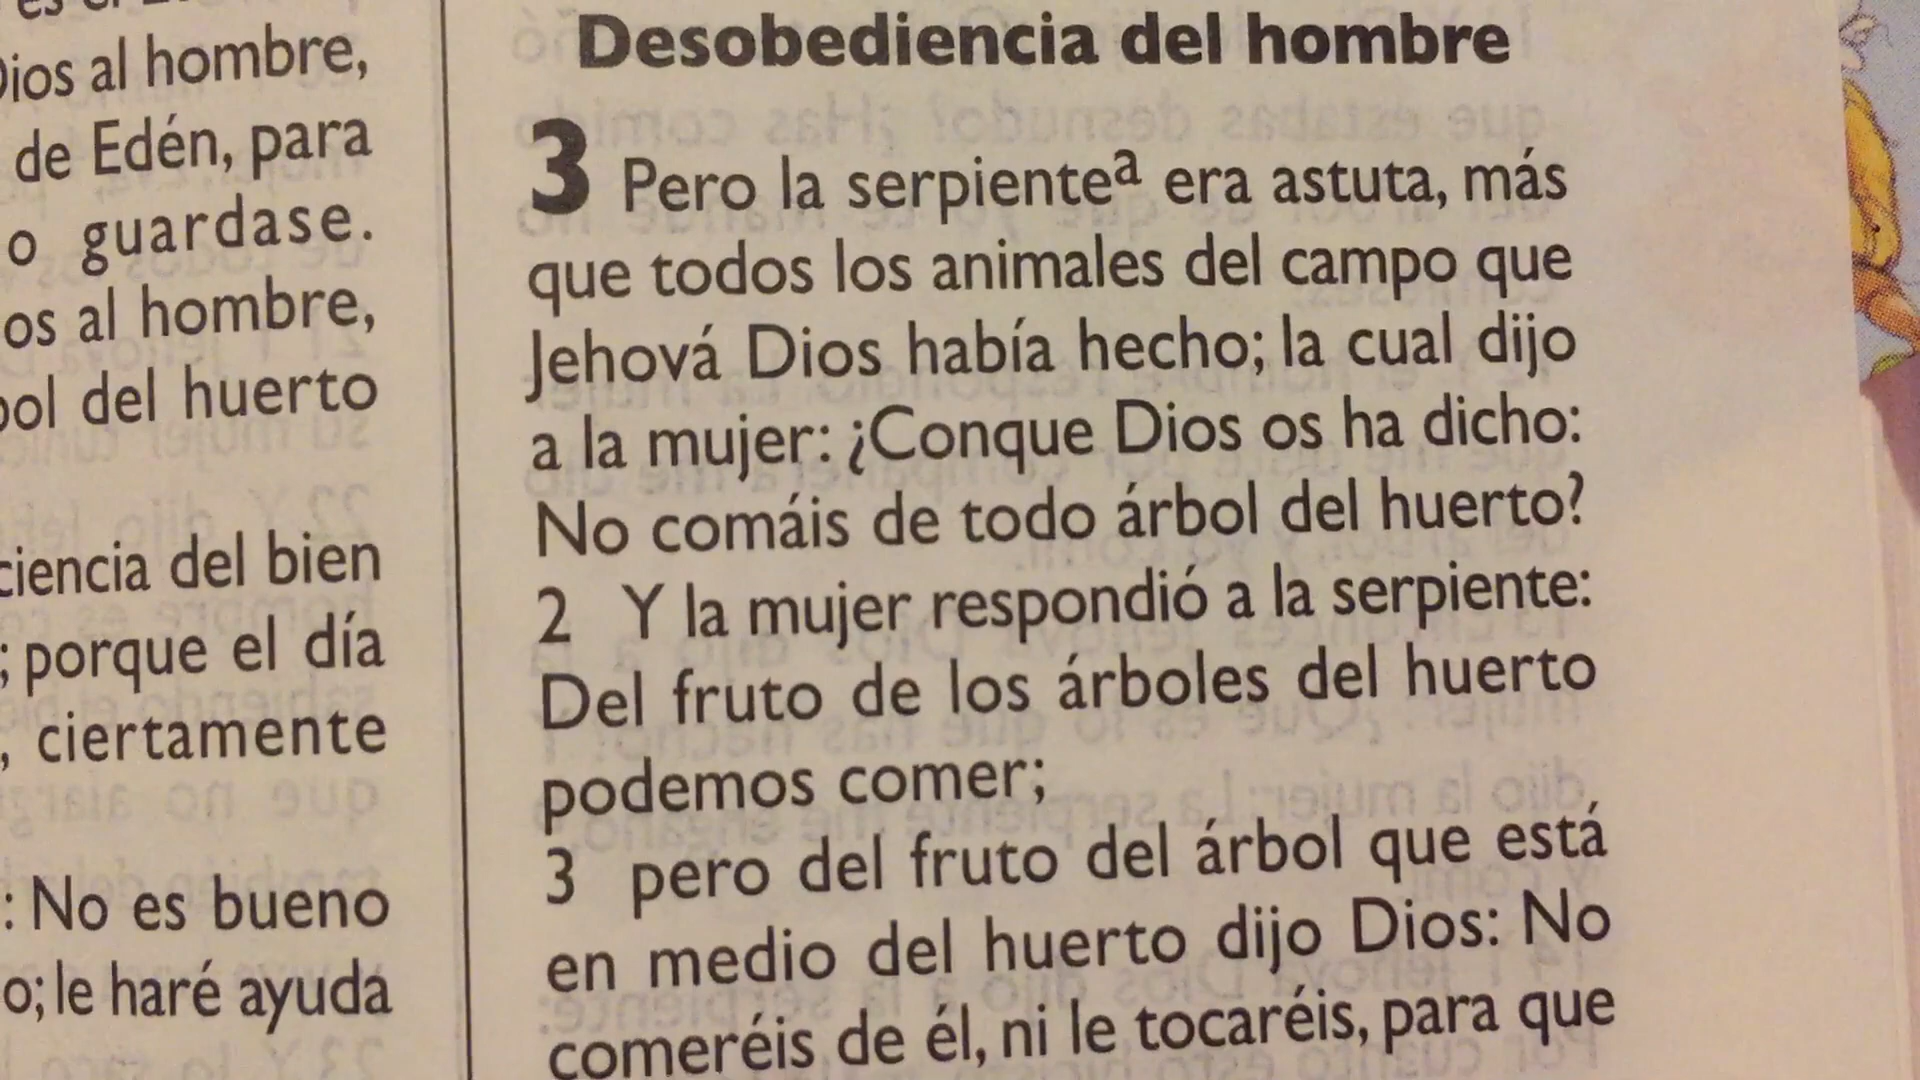 Dios al hombre,
de Edén, para
o guardase.
os al hombre,
del huerto
ciencia del bien
; porque el día
, ciertamente
: No es bueno
o; le haré ayuda
Desobediencia del hombre
3 Pero la serpienteª era astuta, más
que todos los animales del campo que
Jehová Dios había hecho; la cual dijo
a la mujer: ¿Conque Dios os ha dicho:
No comáis de todo árbol del huerto?
2 Y la mujer respondió a la serpiente:
Del fruto de los árboles del huerto
podemos comer;
3 pero del fruto del árbol que está
en medio del huerto dijo Dios: No
comeréis de él, ni le tocaréis, para que